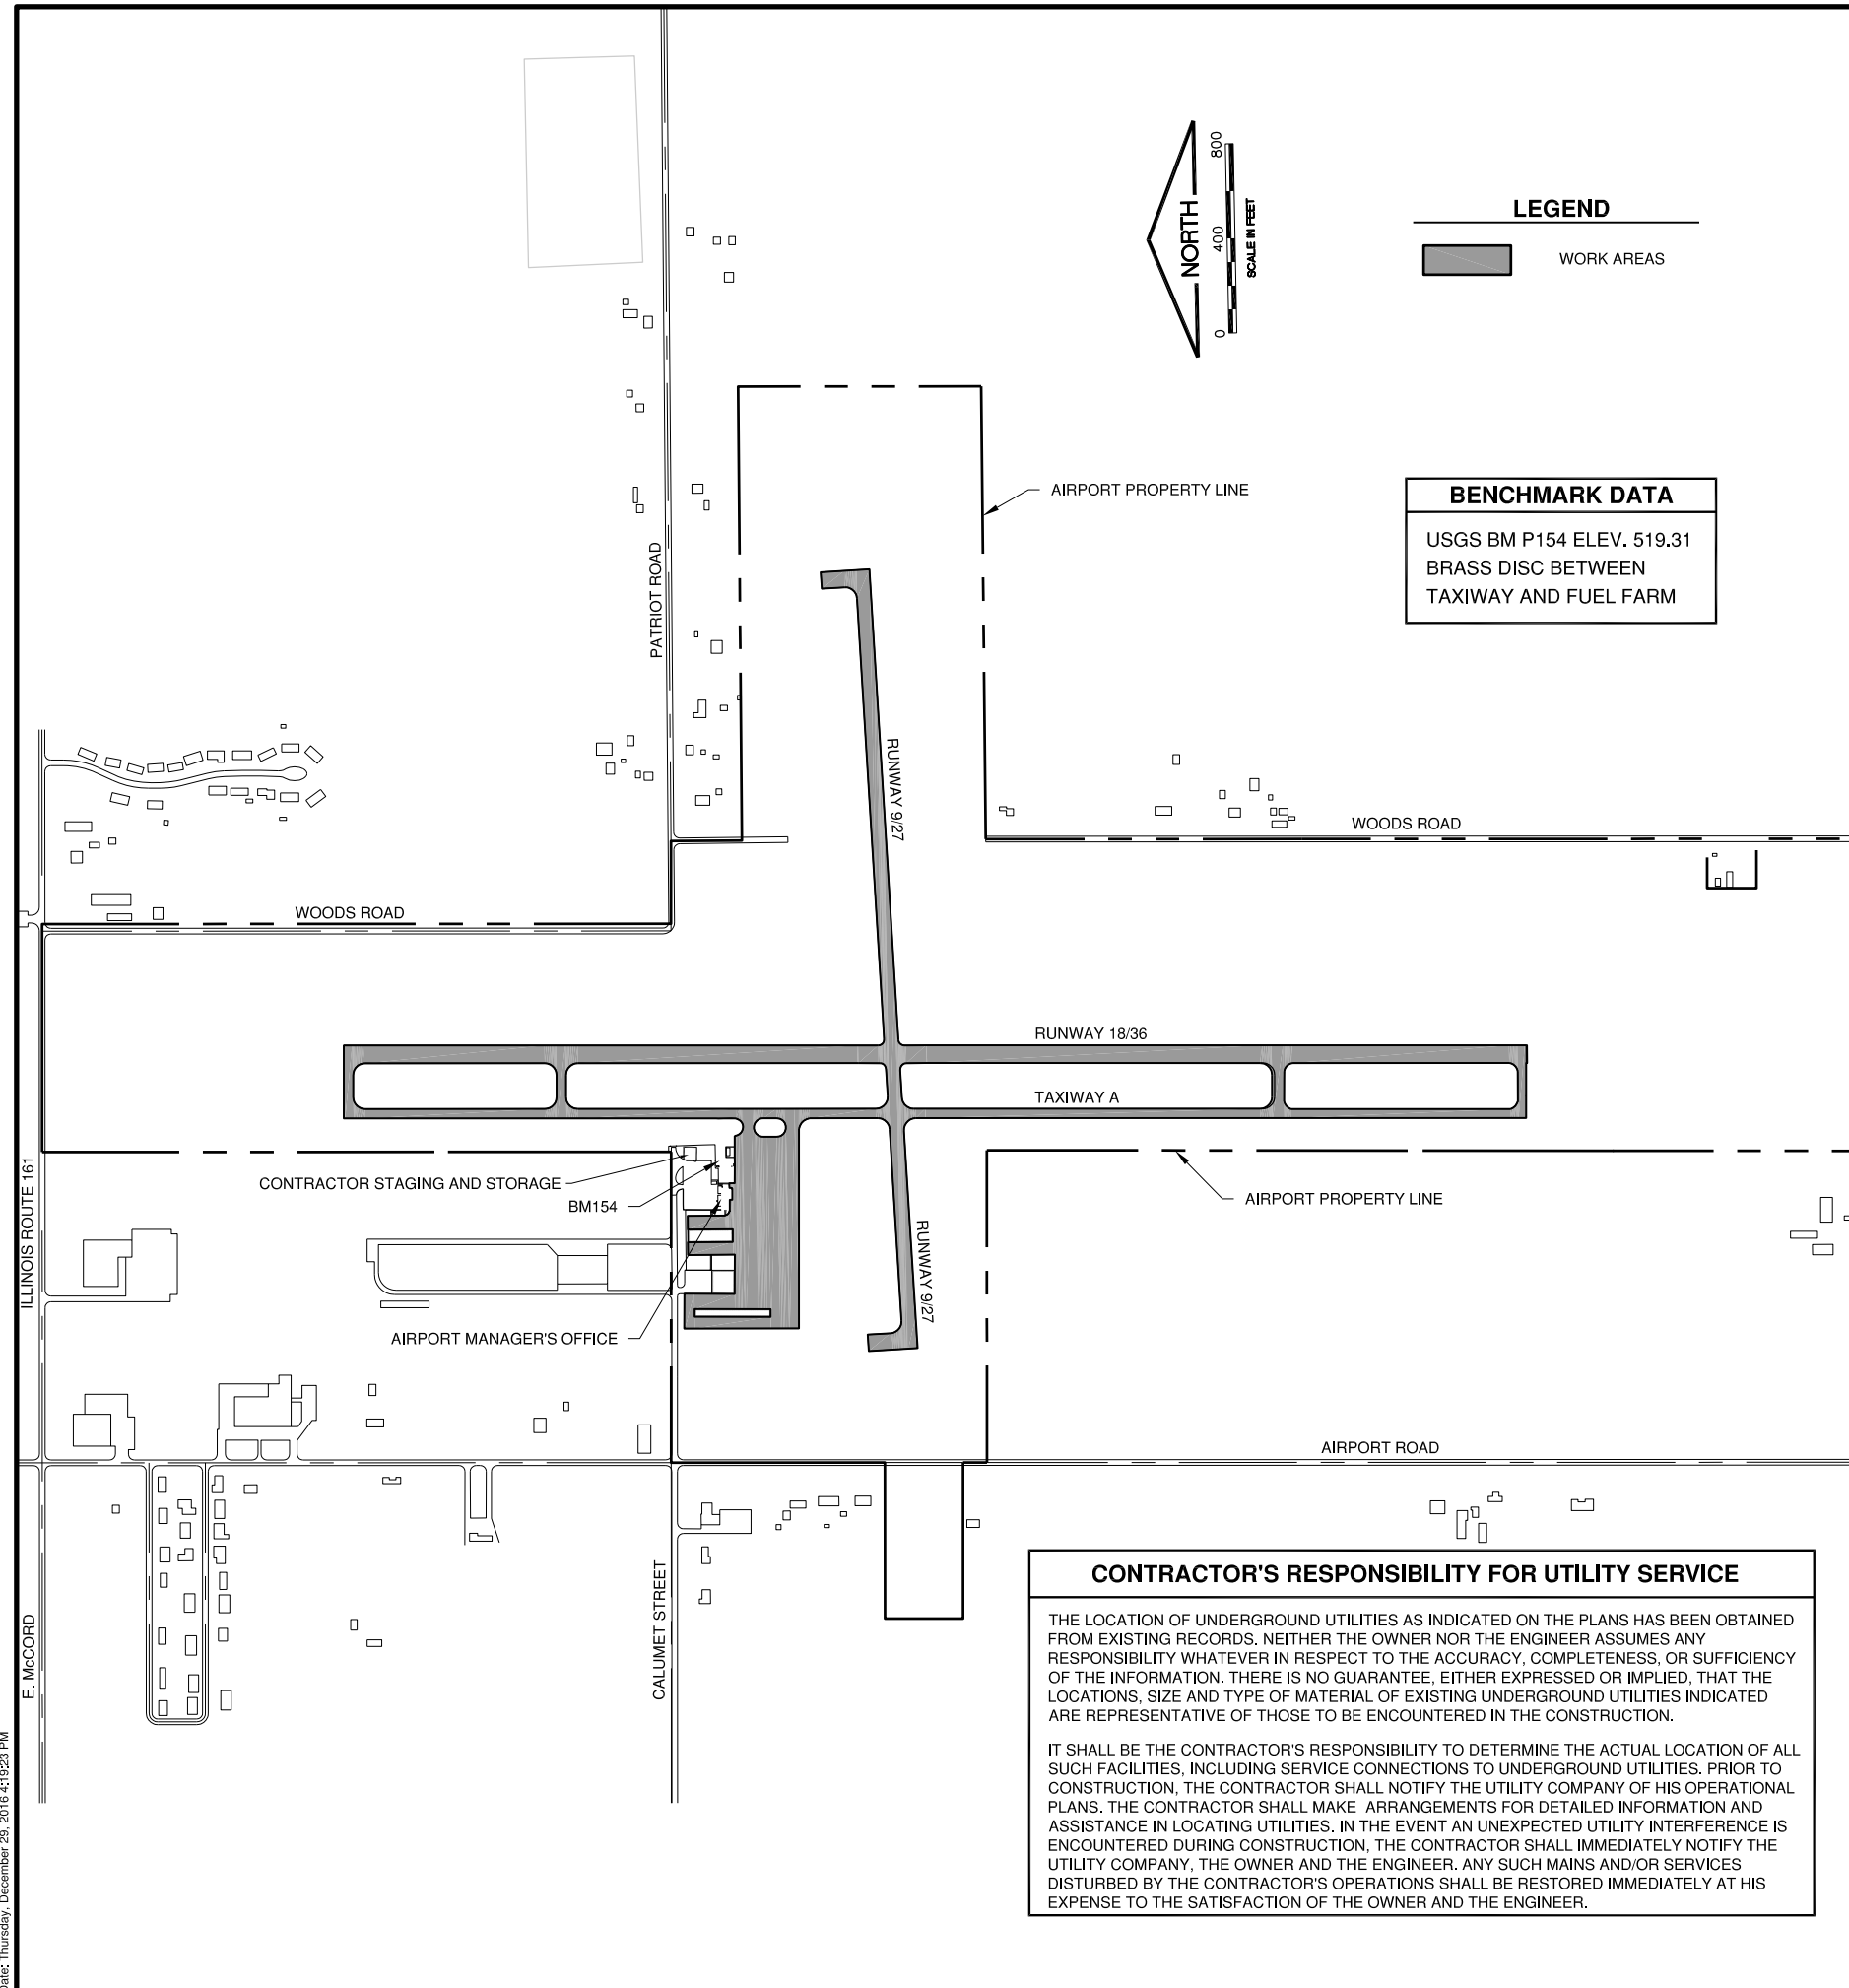 NORTH
0
400
800
SCALE IN FEET
LEGEND
WORK AREAS
AIRPORT PROPERTY LINE
BENCHMARK DATA
USGS BM P154 ELEV. 519.31
BRASS DISC BETWEEN
TAXIWAY AND FUEL FARM
PATRIOT ROAD
RUNWAY 9/27
WOODS ROAD
WOODS ROAD
RUNWAY 18/36
TAXIWAY A
ILLINOIS ROUTE 161
CONTRACTOR STAGING AND STORAGE
BM154
AIRPORT PROPERTY LINE
RUNWAY 9/27
AIRPORT MANAGER'S OFFICE
AIRPORT ROAD
E. McCORD
CALUMET STREET
CONTRACTOR'S RESPONSIBILITY FOR UTILITY SERVICE
THE LOCATION OF UNDERGROUND UTILITIES AS INDICATED ON THE PLANS HAS BEEN OBTAINED
FROM EXISTING RECORDS. NEITHER THE OWNER NOR THE ENGINEER ASSUMES ANY
RESPONSIBILITY WHATEVER IN RESPECT TO THE ACCURACY, COMPLETENESS, OR SUFFICIENCY
OF THE INFORMATION. THERE IS NO GUARANTEE, EITHER EXPRESSED OR IMPLIED, THAT THE
LOCATIONS, SIZE AND TYPE OF MATERIAL OF EXISTING UNDERGROUND UTILITIES INDICATED
ARE REPRESENTATIVE OF THOSE TO BE ENCOUNTERED IN THE CONSTRUCTION.
IT SHALL BE THE CONTRACTOR'S RESPONSIBILITY TO DETERMINE THE ACTUAL LOCATION OF ALL
SUCH FACILITIES, INCLUDING SERVICE CONNECTIONS TO UNDERGROUND UTILITIES. PRIOR TO
CONSTRUCTION, THE CONTRACTOR SHALL NOTIFY THE UTILITY COMPANY OF HIS OPERATIONAL
PLANS. THE CONTRACTOR SHALL MAKE ARRANGEMENTS FOR DETAILED INFORMATION AND
ASSISTANCE IN LOCATING UTILITIES. IN THE EVENT AN UNEXPECTED UTILITY INTERFERENCE IS
ENCOUNTERED DURING CONSTRUCTION, THE CONTRACTOR SHALL IMMEDIATELY NOTIFY THE
UTILITY COMPANY, THE OWNER AND THE ENGINEER. ANY SUCH MAINS AND/OR SERVICES
DISTURBED BY THE CONTRACTOR'S OPERATIONS SHALL BE RESTORED IMMEDIATELY AT HIS
EXPENSE TO THE SATISFACTION OF THE OWNER AND THE ENGINEER.
Date: Thursday, December 29, 2016 4:19:23 PM